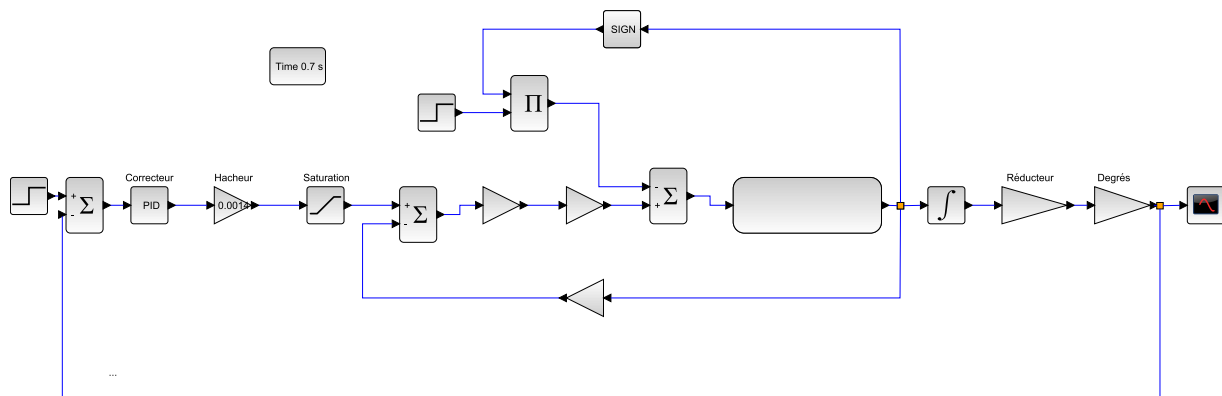 SIGN
Time 0.7 s
Π
Correcteur
Hacheur
Saturation
Réducteur
Degrés
+
-
Σ
PID
0.0014
+
-
Σ
-
+
Σ
∫
...